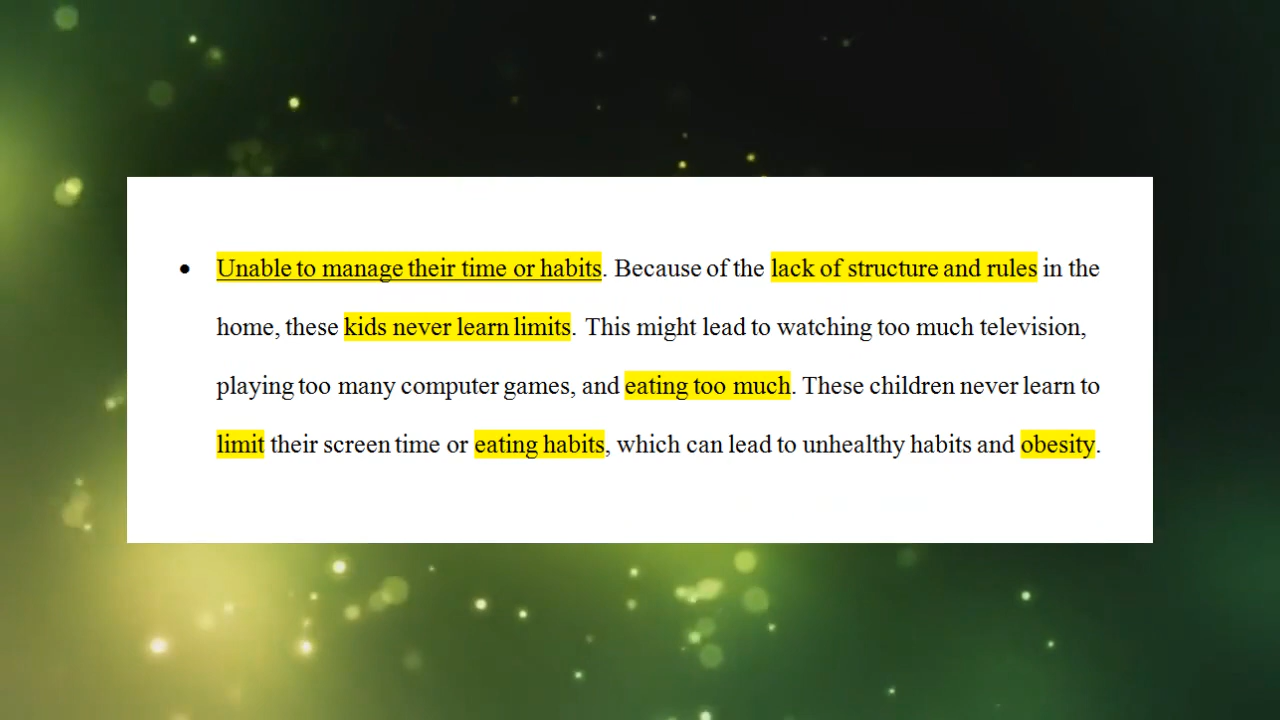 • Unable to manage their time or habits. Because of the lack of structure and rules in the
home, these kids never learn limits. This might lead to watching too much television,
playing too many computer games, and eating too much. These children never learn to
limit their screen time or eating habits, which can lead to unhealthy habits and obesity.